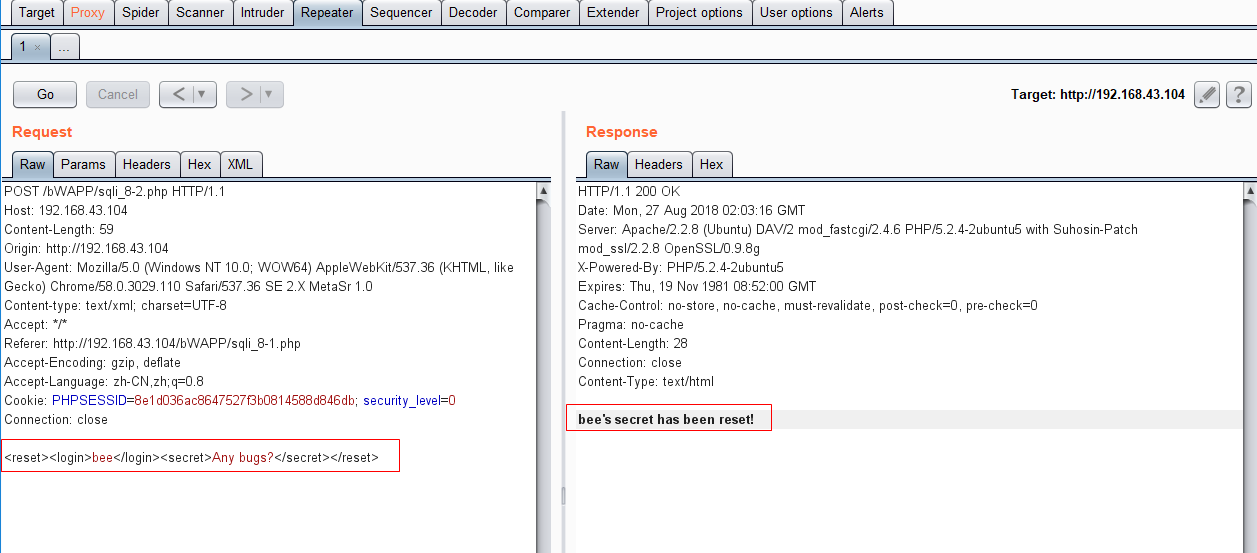 Target Proxy Spider Scanner Intruder Repeater Sequencer Decoder Comparer Extender Project options User options Alerts
1 × ...
Go Cancel < ▼ > ▼ Target: http://192.168.43.104 ?
Request
Raw Params Headers Hex XML
POST /bWAPP/sqli_8-2.php HTTP/1.1
Host: 192.168.43.104
Content-Length: 59
Origin: http://192.168.43.104
User-Agent: Mozilla/5.0 (Windows NT 10.0; WOW64) AppleWebKit/537.36 (KHTML, like
Gecko) Chrome/58.0.3029.110 Safari/537.36 SE 2.X MetaSr 1.0
Content-type: text/xml; charset=UTF-8
Accept: */*
Referer: http://192.168.43.104/bWAPP/sqli_8-1.php
Accept-Encoding: gzip, deflate
Accept-Language: zh-CN,zh;q=0.8
Cookie: PHPSESSID=8e1d036ac8647527f3b0814588d846db; security_level=0
Connection: close
<reset><login>bee</login><secret>Any bugs?</secret></reset>
Response
Raw Headers Hex
HTTP/1.1 200 OK
Date: Mon, 27 Aug 2018 02:03:16 GMT
Server: Apache/2.2.8 (Ubuntu) DAV/2 mod_fastcgi/2.4.6 PHP/5.2.4-2ubuntu5 with Suhosin-Patch
mod_ssl/2.2.8 OpenSSL/0.9.8g
X-Powered-By: PHP/5.2.4-2ubuntu5
Expires: Thu, 19 Nov 1981 08:52:00 GMT
Cache-Control: no-store, no-cache, must-revalidate, post-check=0, pre-check=0
Pragma: no-cache
Content-Length: 28
Connection: close
Content-Type: text/html
bee's secret has been reset!